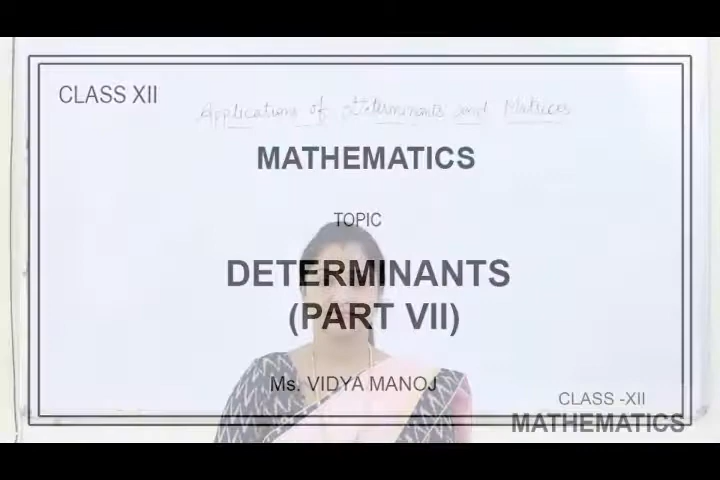 CLASS XII
Applications of Determinants and Matrices
MATHEMATICS
TOPIC
DETERMINANTS
(PART VII)
Ms. VIDYA MANOJ
CLASS -XII
MATHEMATICS